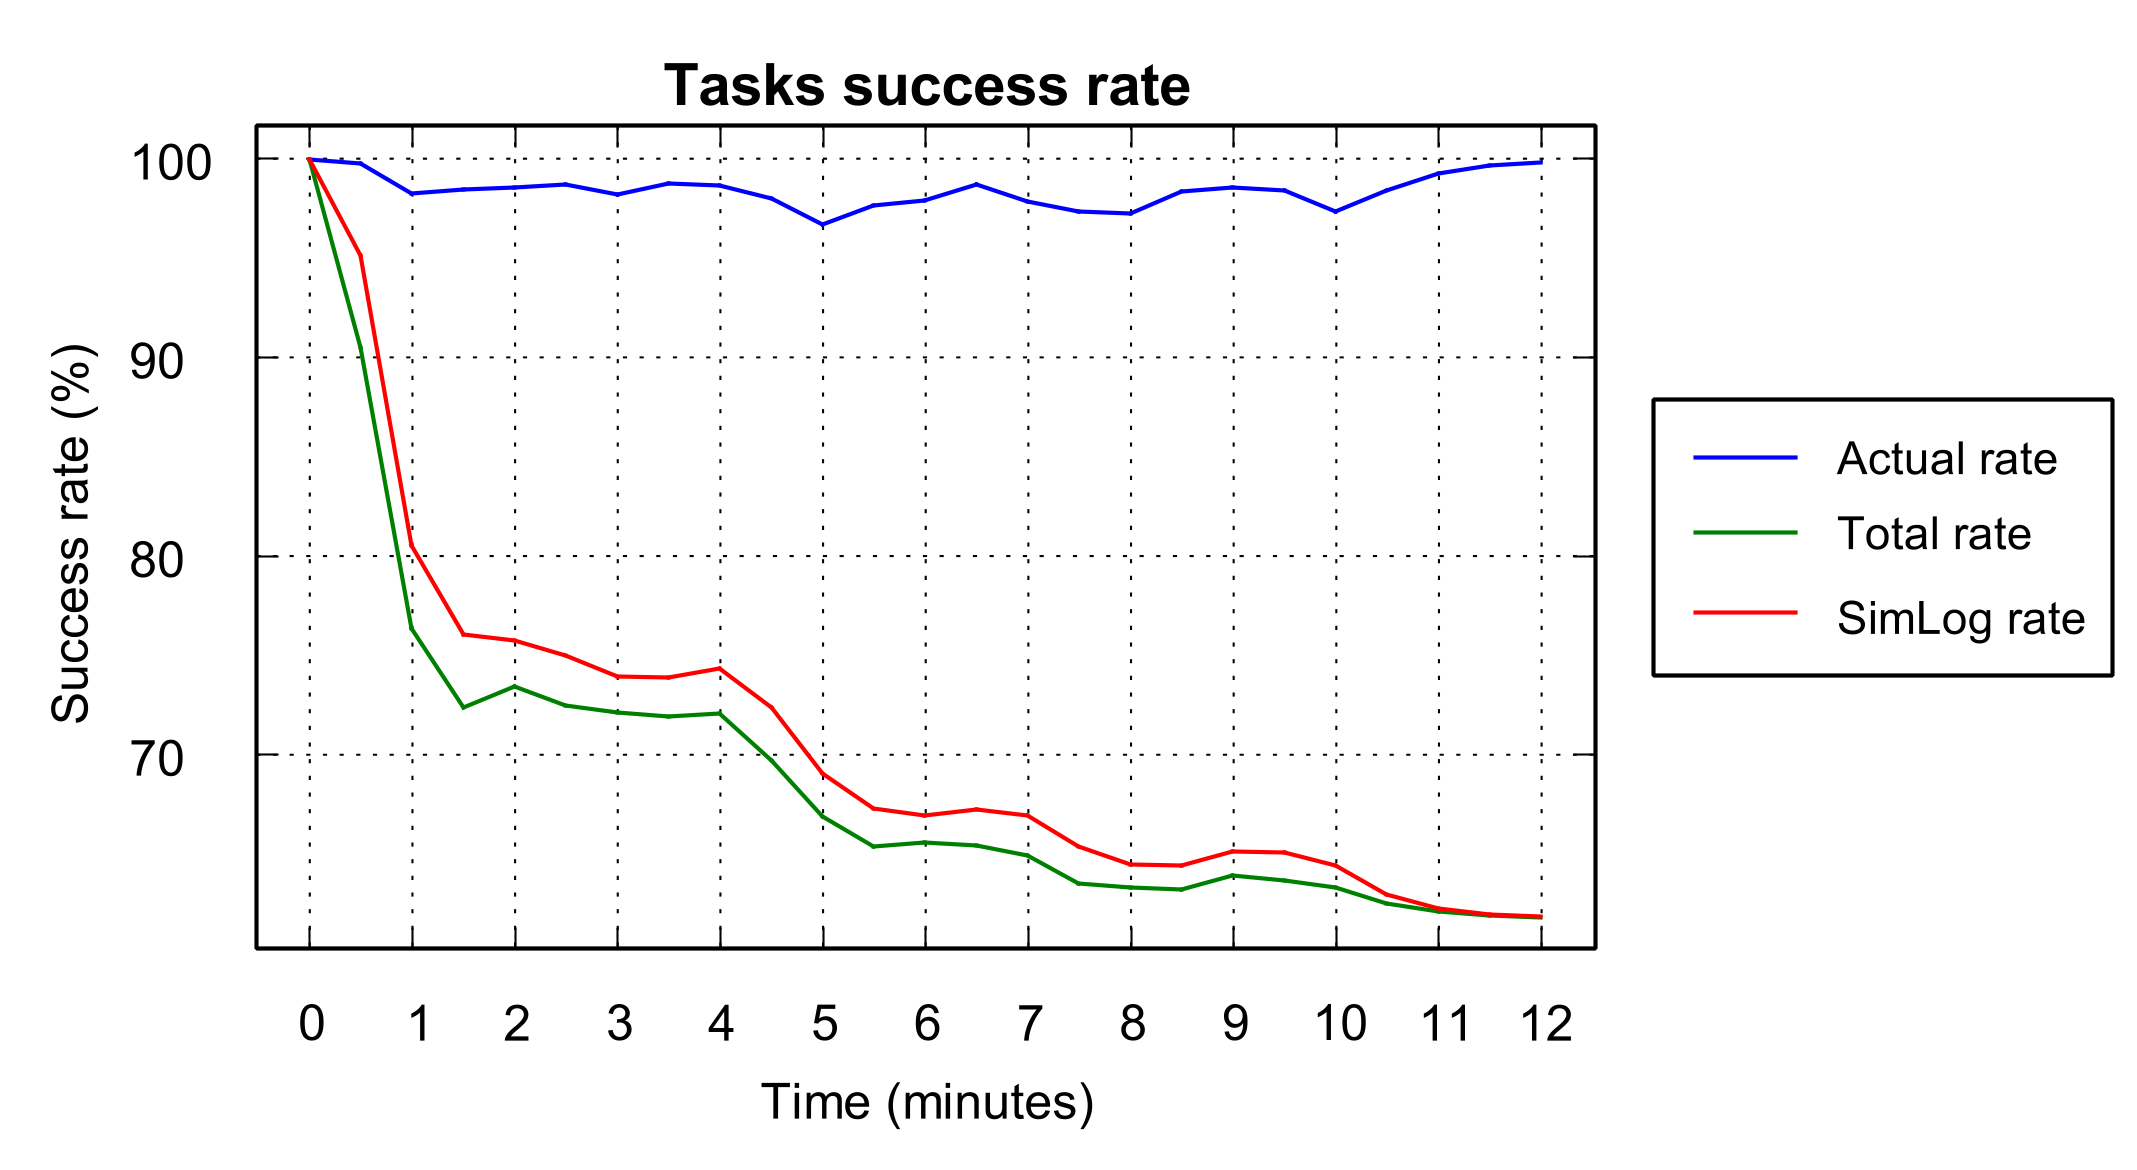 Tasks success rate
100
90
80
70
Success rate (%)
0 1 2 3 4 5 6 7 8 9 10 11 12
Time (minutes)
Actual rate
Total rate
SimLog rate